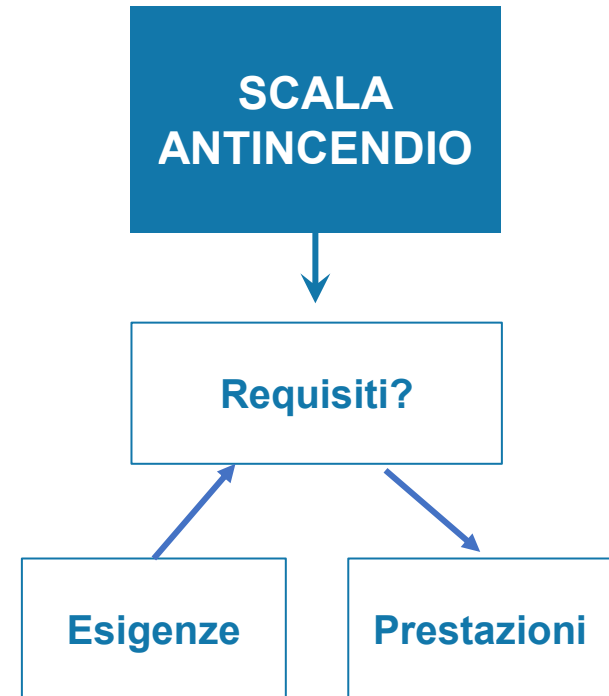 SCALA
ANTINCENDIO
Requisiti?
Esigenze
Prestazioni